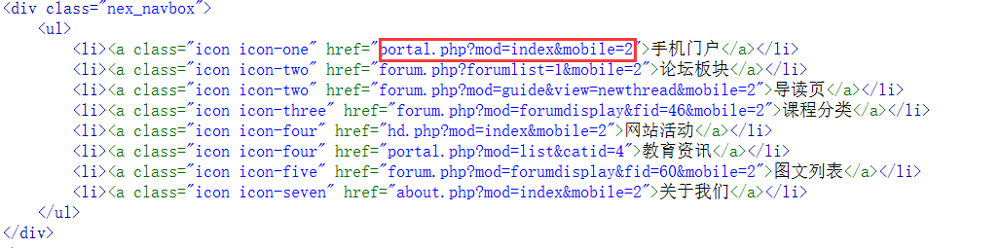 <div class="nex_navbox">
<ul>
<li><a class="icon icon-one" href="portal.php?mod=index&mobile=2">手机门户</a></li>
<li><a class="icon icon-two" href="forum.php?forumlist=1&mobile=2">论坛板块</a></li>
<li><a class="icon icon-two" href="forum.php?mod=guide&view=newthread&mobile=2">导读页</a></li>
<li><a class="icon icon-three" href="forum.php?mod=forumdisplay&fid=46&mobile=2">课程分类</a></li>
<li><a class="icon icon-four" href="hd.php?mod=index&mobile=2">网站活动</a></li>
<li><a class="icon icon-four" href="portal.php?mod=list&catid=4">教育资讯</a></li>
<li><a class="icon icon-five" href="forum.php?mod=forumdisplay&fid=60&mobile=2">图文列表</a></li>
<li><a class="icon icon-seven" href="about.php?mod=index&mobile=2">关于我们</a></li>
</ul>
</div>